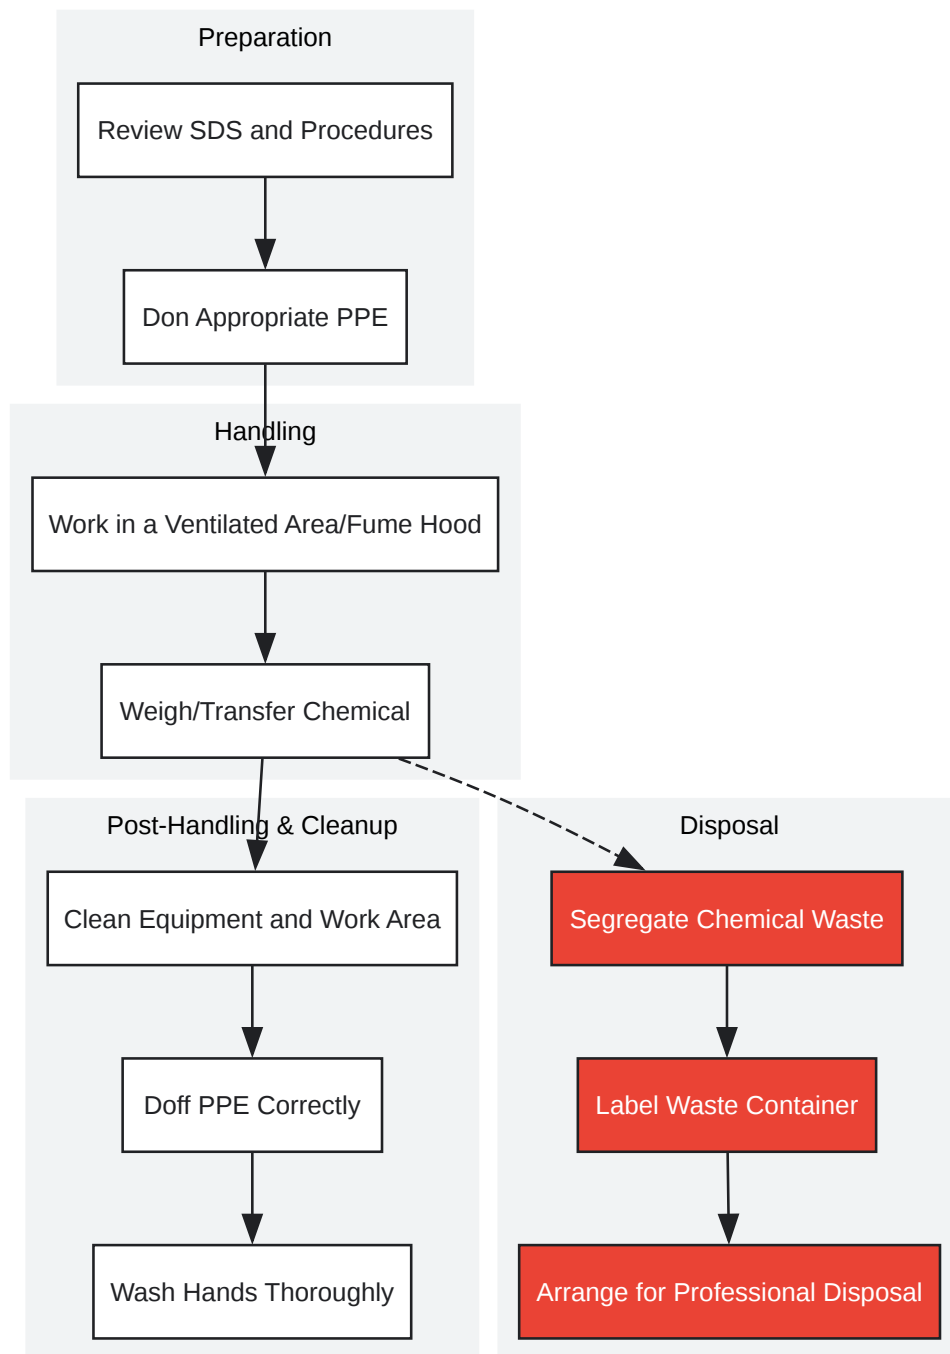 Preparation
Review SDS and Procedures
Don Appropriate PPE
Handling
Work in a Ventilated Area/Fume Hood
Weigh/Transfer Chemical
Post-Handling & Cleanup
Clean Equipment and Work Area
Doff PPE Correctly
Wash Hands Thoroughly
Disposal
Segregate Chemical Waste
Label Waste Container
Arrange for Professional Disposal